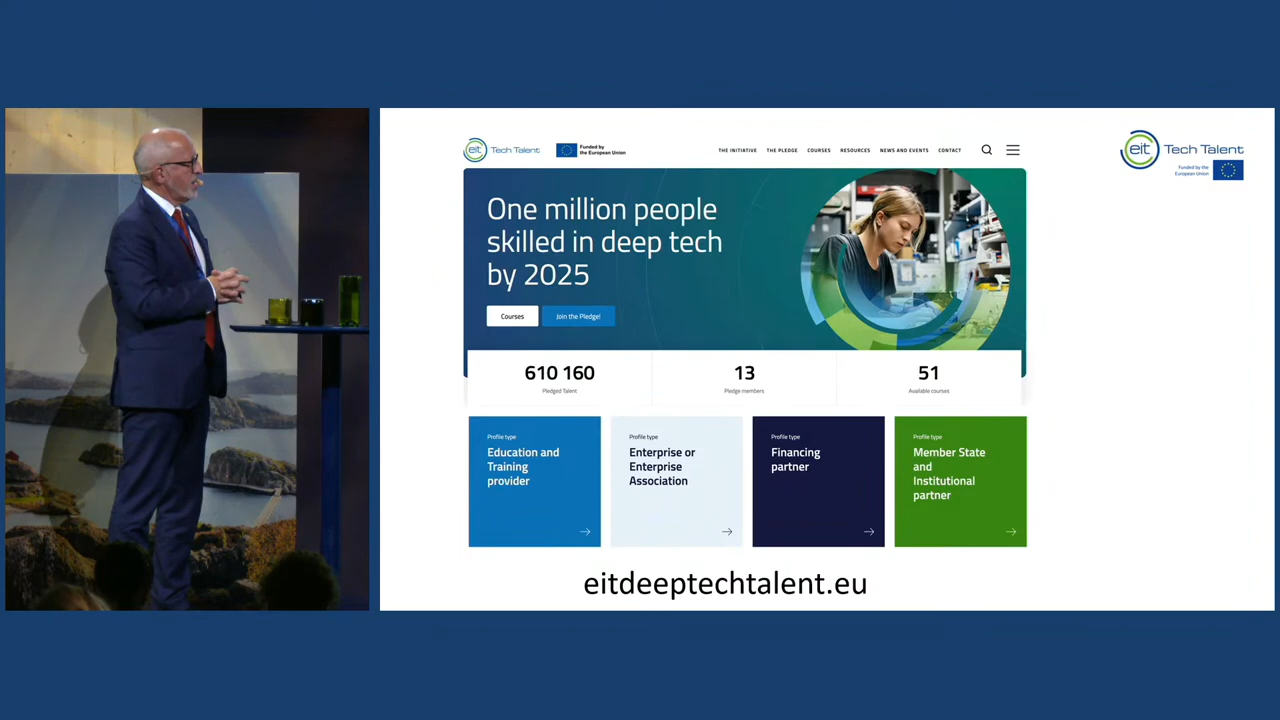 eit Tech Talent
Funded by
the European Union
THE INITIATIVE THE PLEDGE COURSES RESOURCES NEWS AND EVENTS CONTACT
eit Tech Talent
Funded by the
European Union
One million people
skilled in deep tech
by 2025
Courses
Join the Pledge!
610 160
Pledged Talent
13
Pledge members
51
Available courses
Profile type
Education and
Training
provider
Profile type
Enterprise or
Enterprise
Association
Profile type
Financing
partner
Profile type
Member State
and
Institutional
partner
eitdeeptechtalent.eu